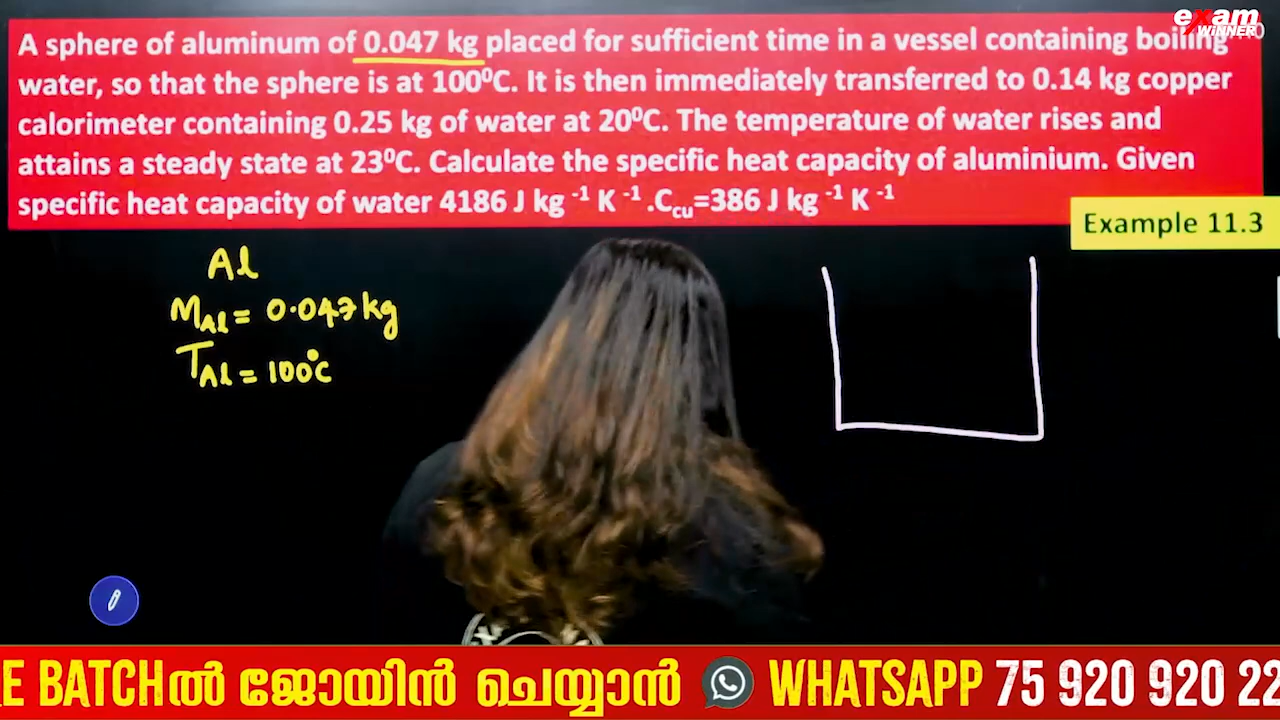 exam
WiNNER
A sphere of aluminum of 0.047 kg placed for sufficient time in a vessel containing boiling
water, so that the sphere is at 100⁰C. It is then immediately transferred to 0.14 kg copper
calorimeter containing 0.25 kg of water at 20⁰C. The temperature of water rises and
attains a steady state at 23⁰C. Calculate the specific heat capacity of aluminium. Given
specific heat capacity of water 4186 J kg ⁻¹ K ⁻¹ .Ccu=386 J kg ⁻¹ K ⁻¹
Example 11.3
Al
MAl = 0.047 kg
TAl = 100°C
E BATCHൽ ജോയിൻ ചെയ്യാൻ WHATSAPP 75 920 920 22